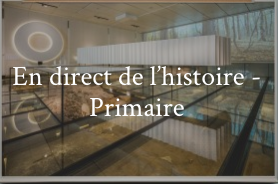 En direct de l’histoire -
Primaire